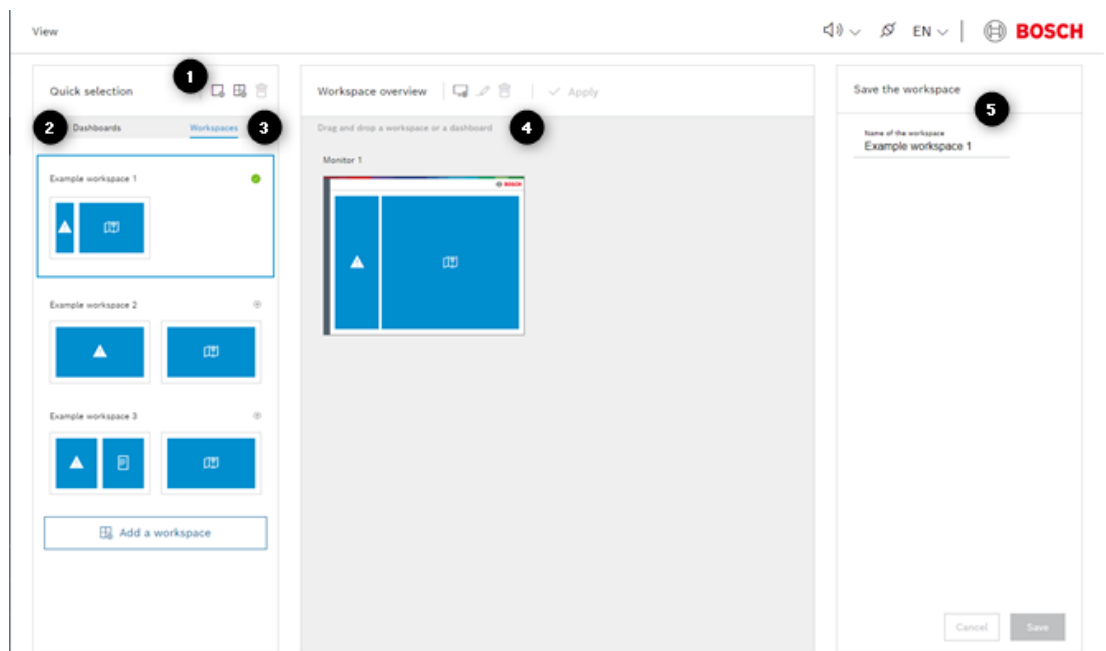 View
EN
BOSCH
1
Quick selection
Workspace overview
Apply
Save the workspace
5
2
Dashboards
Workspaces
3
Drag and drop a workspace or a dashboard
4
Name of the workspace
Example workspace 1
Monitor 1
Example workspace 1
BOSCH
Example workspace 2
Example workspace 3
Add a workspace
Cancel
Save